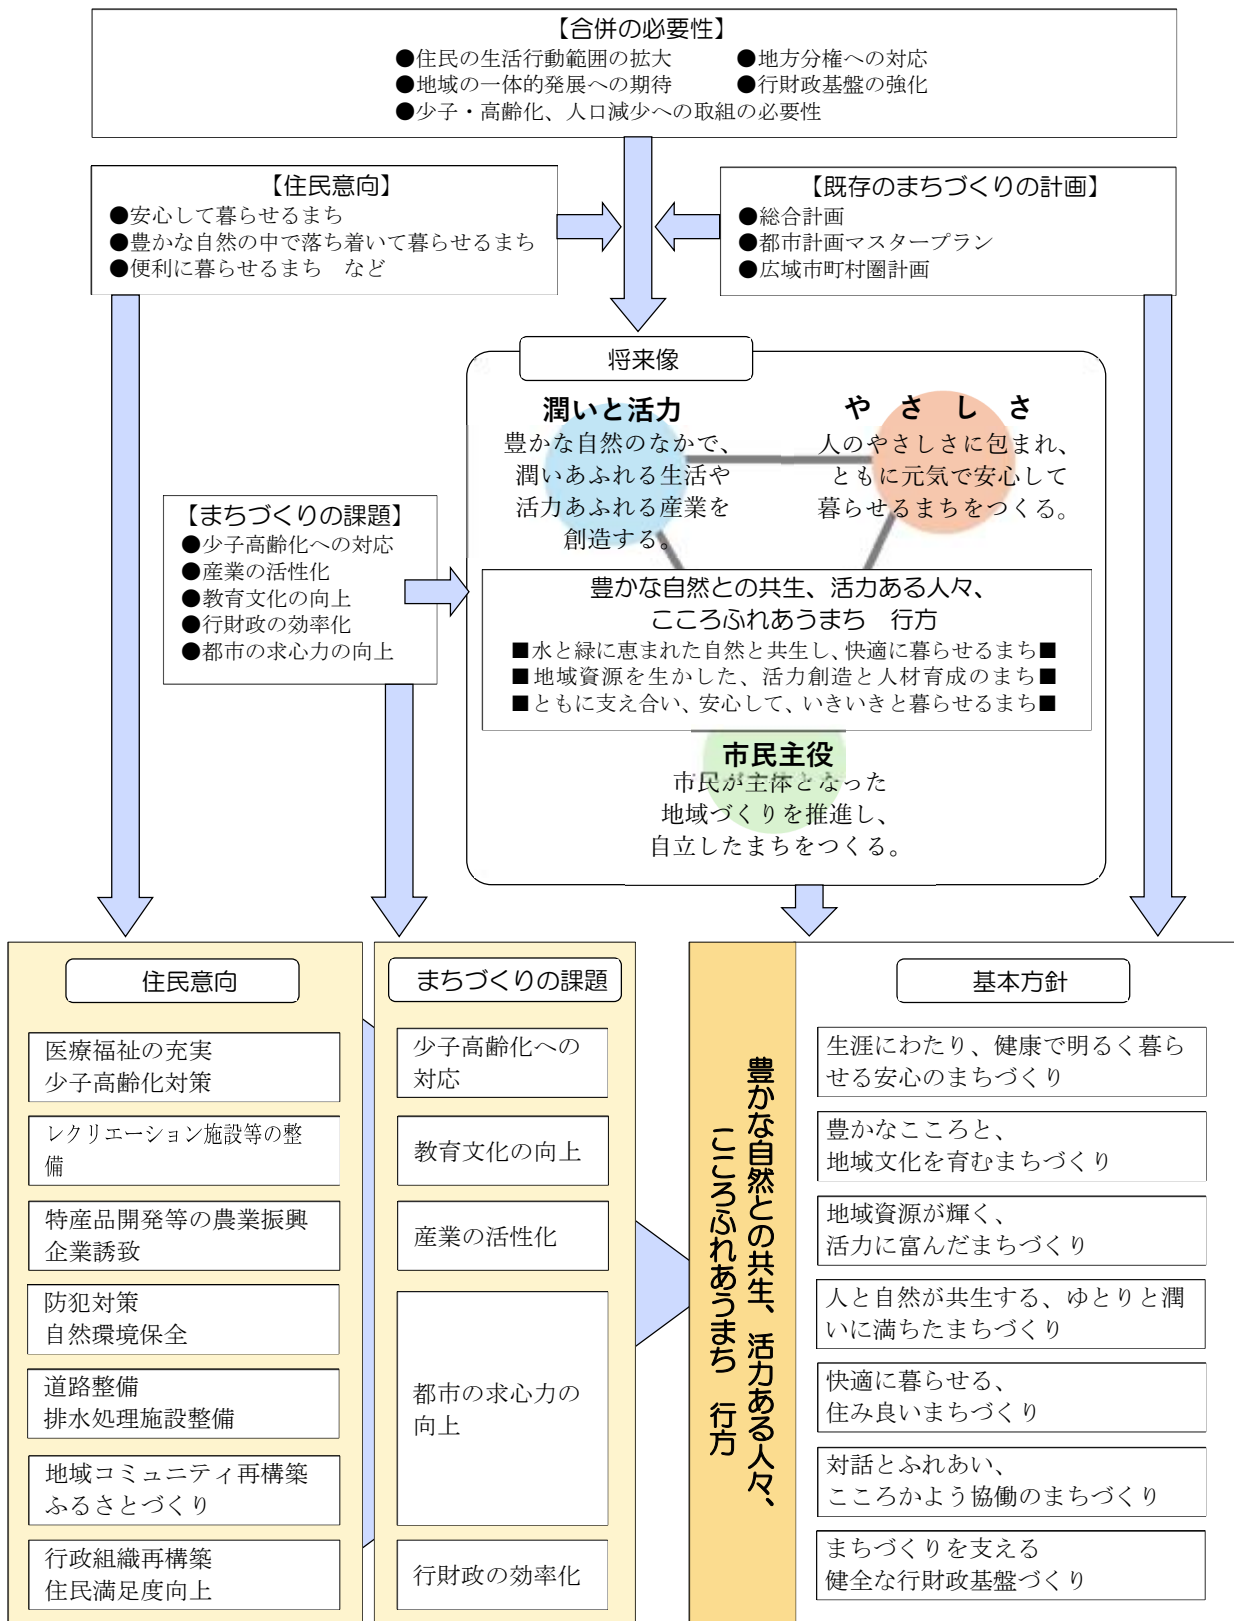 【合併の必要性】
●住民の生活行動範囲の拡大　●地方分権への対応
●地域の一体的発展への期待　●行財政基盤の強化
●少子・高齢化、人口減少への取組の必要性
【住民意向】
●安心して暮らせるまち
●豊かな自然の中で落ち着いて暮らせるまち
●便利に暮らせるまち　など
【既存のまちづくりの計画】
●総合計画
●都市計画マスタープラン
●広域市町村圏計画
将来像
潤いと活力
豊かな自然のなかで、
潤いあふれる生活や
活力あふれる産業を
創造する。
やさしさ
人のやさしさに包まれ、
ともに元気で安心して
暮らせるまちをつくる。
【まちづくりの課題】
●少子高齢化への対応
●産業の活性化
●教育文化の向上
●行財政の効率化
●都市の求心力の向上
豊かな自然との共生、活力ある人々、
こころふれあうまち　行方
■水と緑に恵まれた自然と共生し、快適に暮らせるまち■
■地域資源を生かした、活力創造と人材育成のまち■
■ともに支え合い、安心して、いきいきと暮らせるまち■
市民主役
市民が主体となった
地域づくりを推進し、
自立したまちをつくる。
住民意向
医療福祉の充実
少子高齢化対策
レクリエーション施設等の整
備
特産品開発等の農業振興
企業誘致
防犯対策
自然環境保全
道路整備
排水処理施設整備
地域コミュニティ再構築
ふるさとづくり
行政組織再構築
住民満足度向上
まちづくりの課題
少子高齢化への
対応
教育文化の向上
産業の活性化
都市の求心力の
向上
行財政の効率化
豊かな自然との共生、活力ある人々、
こころふれあうまち　行方
基本方針
生涯にわたり、健康で明るく暮ら
せる安心のまちづくり
豊かなこころと、
地域文化を育むまちづくり
地域資源が輝く、
活力に富んだまちづくり
人と自然が共生する、ゆとりと潤
いに満ちたまちづくり
快適に暮らせる、
住み良いまちづくり
対話とふれあい、
こころかよう協働のまちづくり
まちづくりを支える
健全な行財政基盤づくり